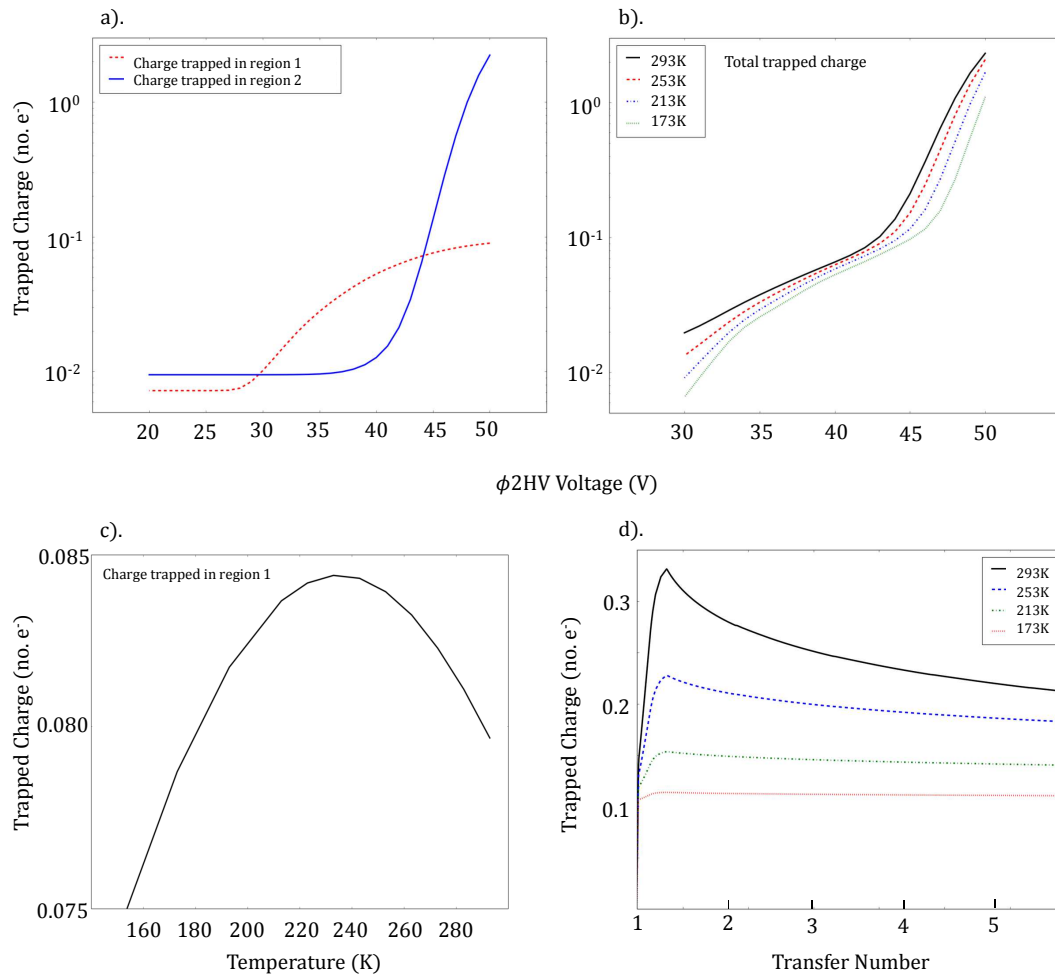 a).
Charge trapped in region 1
Charge trapped in region 2
Trapped Charge (no. e⁻)
10⁰
10⁻¹
10⁻²
20 25 30 35 40 45 50
b).
293K
253K
213K
173K
Total trapped charge
10⁰
10⁻¹
10⁻²
30 35 40 45 50
ϕ2HV Voltage (V)
c).
Charge trapped in region 1
Trapped Charge (no. e⁻)
0.085
0.080
0.075
160 180 200 220 240 260 280
Temperature (K)
d).
293K
253K
213K
173K
Trapped Charge (no. e⁻)
0.3
0.2
0.1
1 2 3 4 5
Transfer Number